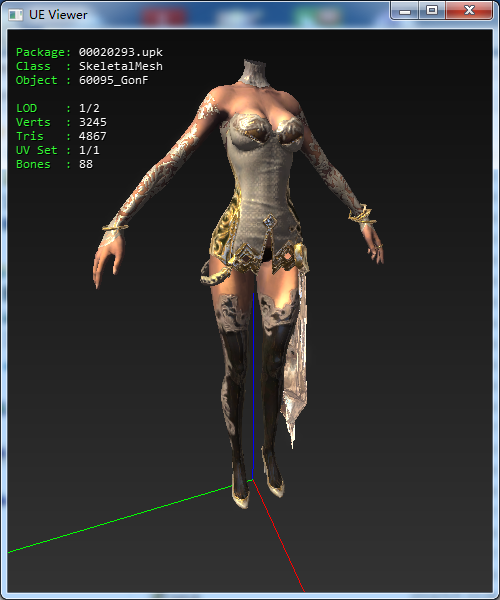 UE Viewer
Package: 00020293.upk
Class : SkeletalMesh
Object : 60095_GonF
LOD : 1/2
Verts : 3245
Tris : 4867
UV Set : 1/1
Bones : 88